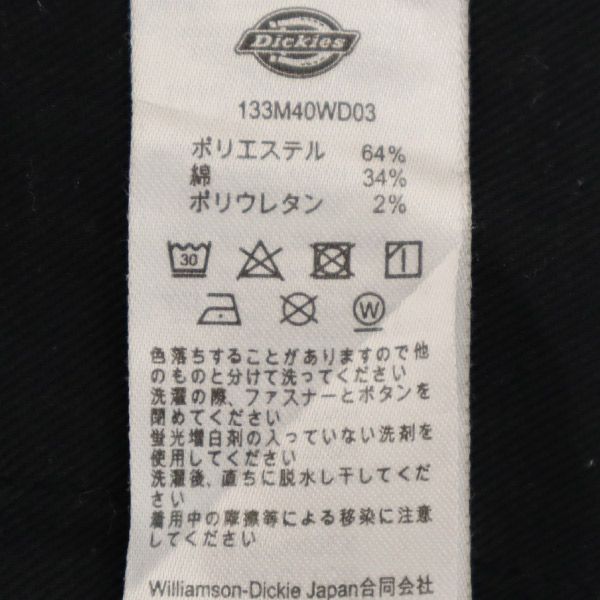 Dickies
133M40WD03
ポリエステル 64%
綿 34%
ポリウレタン 2%
30
W
色落ちすることがありますので他
のものと分けて洗ってください
洗濯の際、ファスナーとボタンを
閉めてください
蛍光増白剤の入っていない洗剤を
使用してください
洗濯後、直ちに脱水し干してくだ
さい
着用中の摩擦等による移染に注意
してください
Williamson-Dickie Japan合同会社